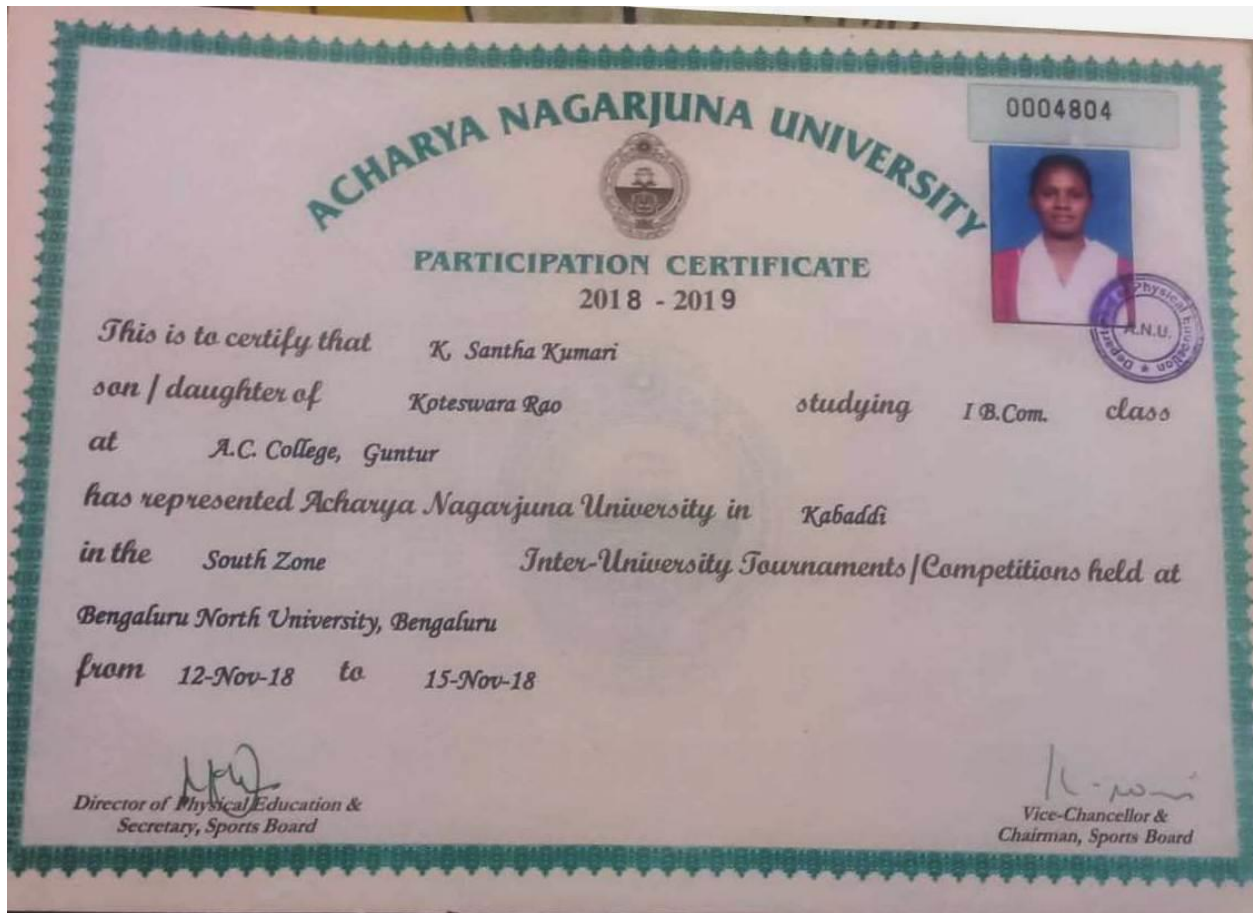 0004804
ACHARYA NAGARJUNA UNIVERSITY
PARTICIPATION CERTIFICATE
2018 - 2019
This is to certify that K, Santha Kumari
son / daughter of Koteswara Rao studying I B.Com. class
at A.C. College, Guntur
has represented Acharya Nagarjuna University in Kabaddi
in the South Zone Inter-University Tournaments/Competitions held at
Bengaluru North University, Bengaluru
from 12-Nov-18 to 15-Nov-18
Physical Education
A.N.U.
Director of Physical Education &
Secretary, Sports Board
Vice-Chancellor &
Chairman, Sports Board